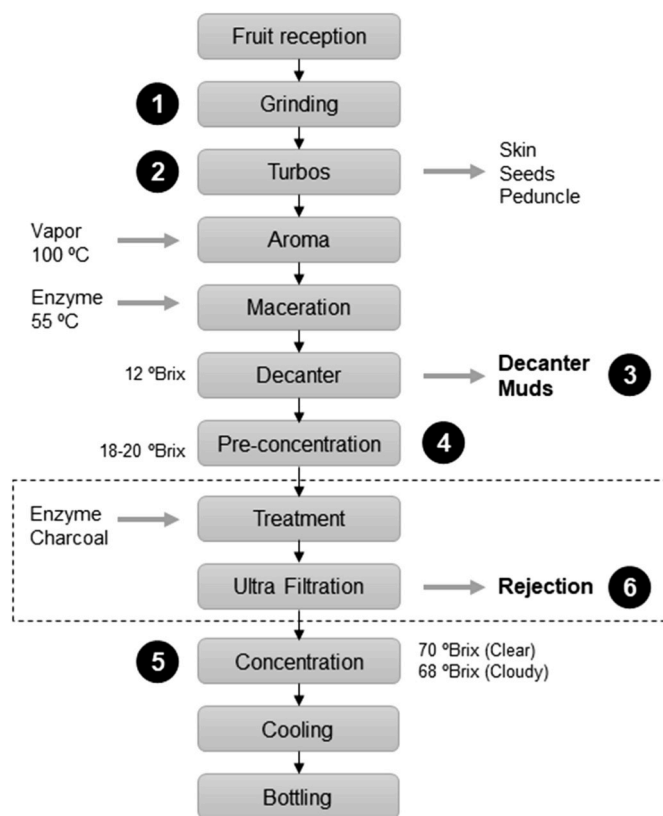 Fruit reception
1
Grinding
2
Turbos
Skin
Seeds
Peduncle
Vapor
100 ºC
Aroma
Enzyme
55 ºC
Maceration
12 ºBrix
Decanter
Decanter
Muds
3
18-20 ºBrix
Pre-concentration
4
Enzyme
Charcoal
Treatment
Ultra Filtration
Rejection
6
5
Concentration
70 ºBrix (Clear)
68 ºBrix (Cloudy)
Cooling
Bottling